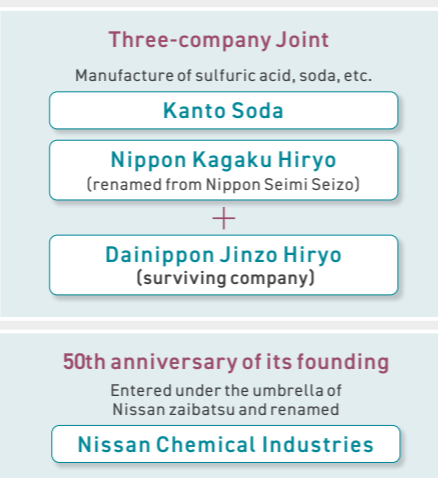 Three-company Joint
Manufacture of sulfuric acid, soda, etc.
Kanto Soda
Nippon Kagaku Hiryo
(renamed from Nippon Seimi Seizo)
+
Dainippon Jinzo Hiryo
(surviving company)
50th anniversary of its founding
Entered under the umbrella of
Nissan zaibatsu and renamed
Nissan Chemical Industries